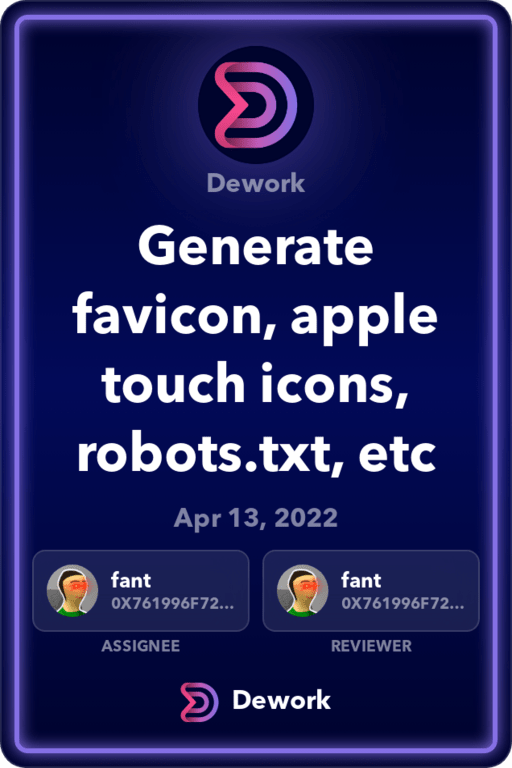 Dework
Generate
favicon, apple
touch icons,
robots.txt, etc
Apr 13, 2022
fant
0X761996F72...
ASSIGNEE
fant
0X761996F72...
REVIEWER
Dework